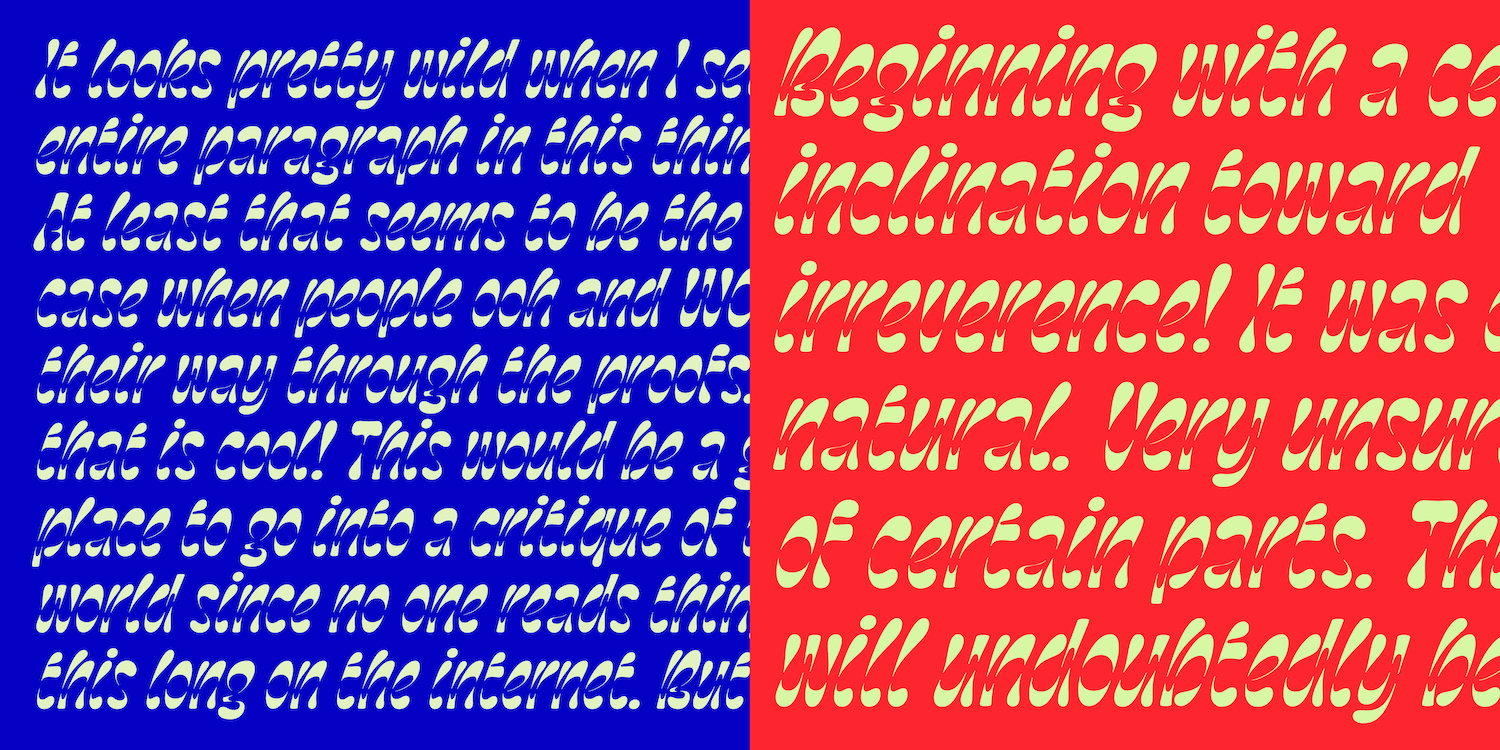 It looks pretty wild when I se
entire paragraph in this thin
At least that seems to be the
case when people ooh and WO
their way through the proofs.
that is cool! This would be a g
place to go into a critique of
world since no one reads thin
this long on the internet. But
Beginning with a ce
inclination toward
irreverence! It was
natural. Very unsur
of certain parts. Thi
will undoubtedly be